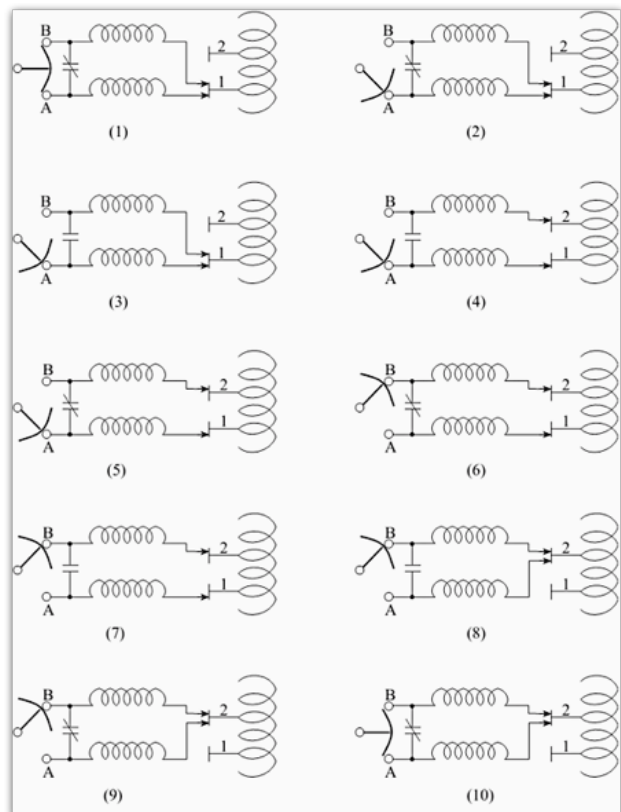 B 2 1 A B 2 1 A
(1) (2)
B 2 1 A B 2 1 A
(3) (4)
B 2 1 A B 2 1 A
(5) (6)
B 2 1 A B 2 1 A
(7) (8)
B 2 1 A B 2 1 A
(9) (10)